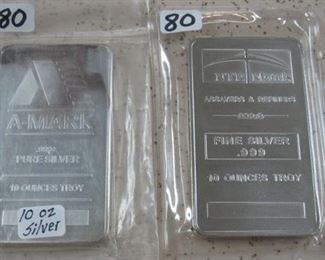 80
A-MARK
.999+
PURE SILVER
10 OUNCES TROY
10 oz
Silver
80
ASSAYERS & REFINERS
FINE SILVER
.999
10 OUNCES TROY